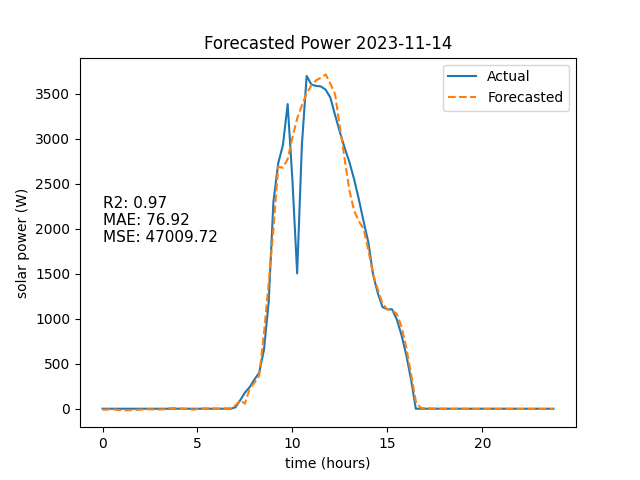 Forecasted Power 2023-11-14
Actual
Forecasted
R2: 0.97
MAE: 76.92
MSE: 47009.72
solar power (W)
3500
3000
2500
2000
1500
1000
500
0
0 5 10 15 20
time (hours)